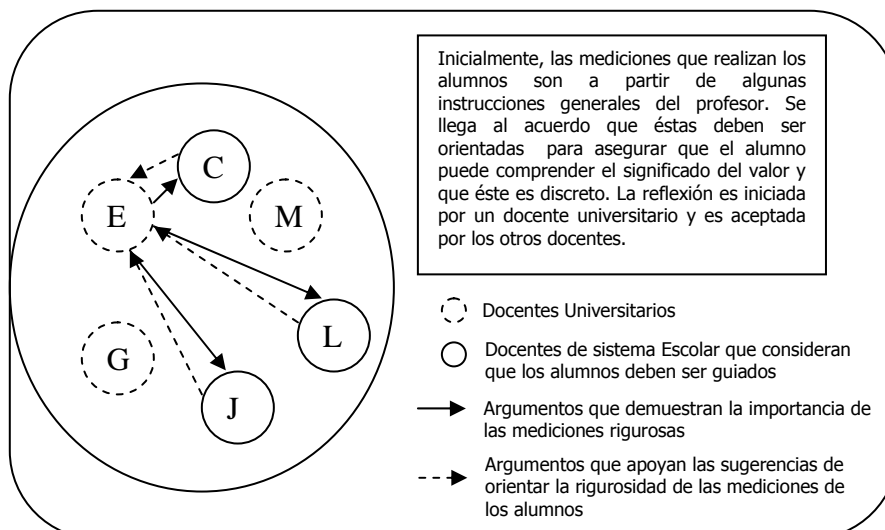 Inicialmente, las mediciones que realizan los
alumnos son a partir de algunas
instrucciones generales del profesor. Se
llega al acuerdo que éstas deben ser
orientadas para asegurar que el alumno
puede comprender el significado del valor y
que éste es discreto. La reflexión es iniciada
por un docente universitario y es aceptada
por los otros docentes.
C
E
M
L
G
J
Docentes Universitarios
Docentes de sistema Escolar que consideran
que los alumnos deben ser guiados
Argumentos que demuestran la importancia de
las mediciones rigurosas
Argumentos que apoyan las sugerencias de
orientar la rigurosidad de las mediciones de
los alumnos